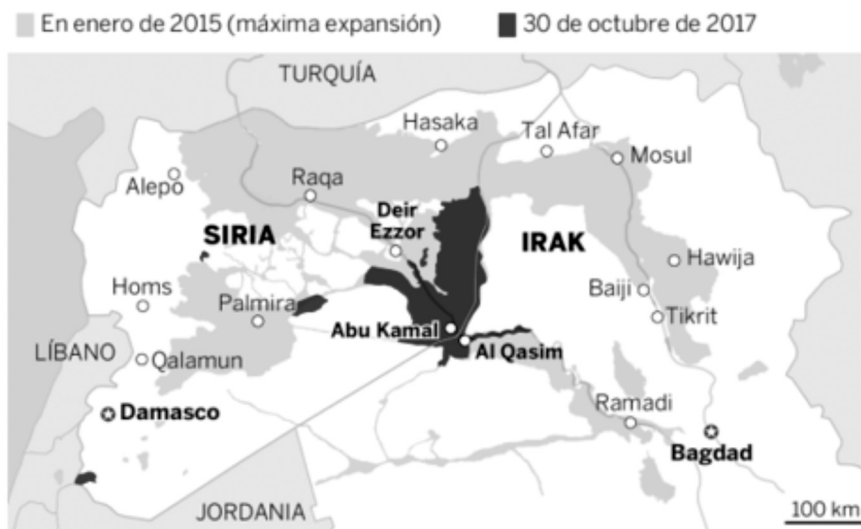 En enero de 2015 (máxima expansión)
30 de octubre de 2017
TURQUÍA
Hasaka
Tal Afar
Mosul
Alepo
Raqa
Deir
Ezzor
SIRIA
IRAK
Hawija
Homs
Palmira
Baiji
Tikrit
Abu Kamal
LÍBANO
Qalamun
Al Qasim
Damasco
Ramadi
Bagdad
JORDANIA
100 km